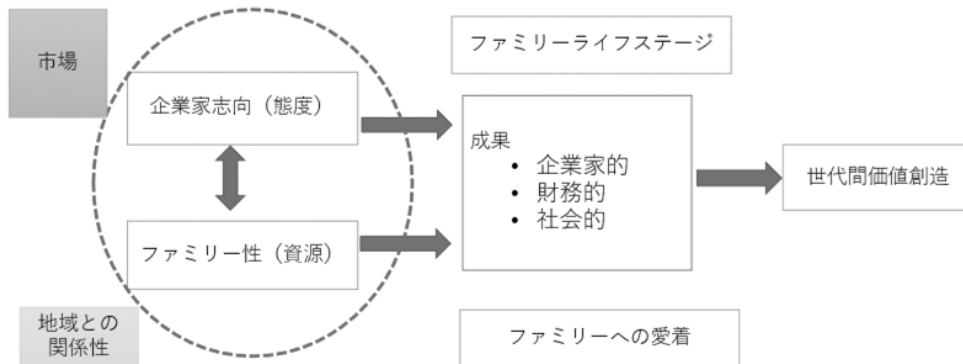 市場
ファミリーライフステージ
企業家志向（態度）
成果
• 企業家的
• 財務的
• 社会的
世代間価値創造
ファミリー性（資源）
地域との
関係性
ファミリーへの愛着